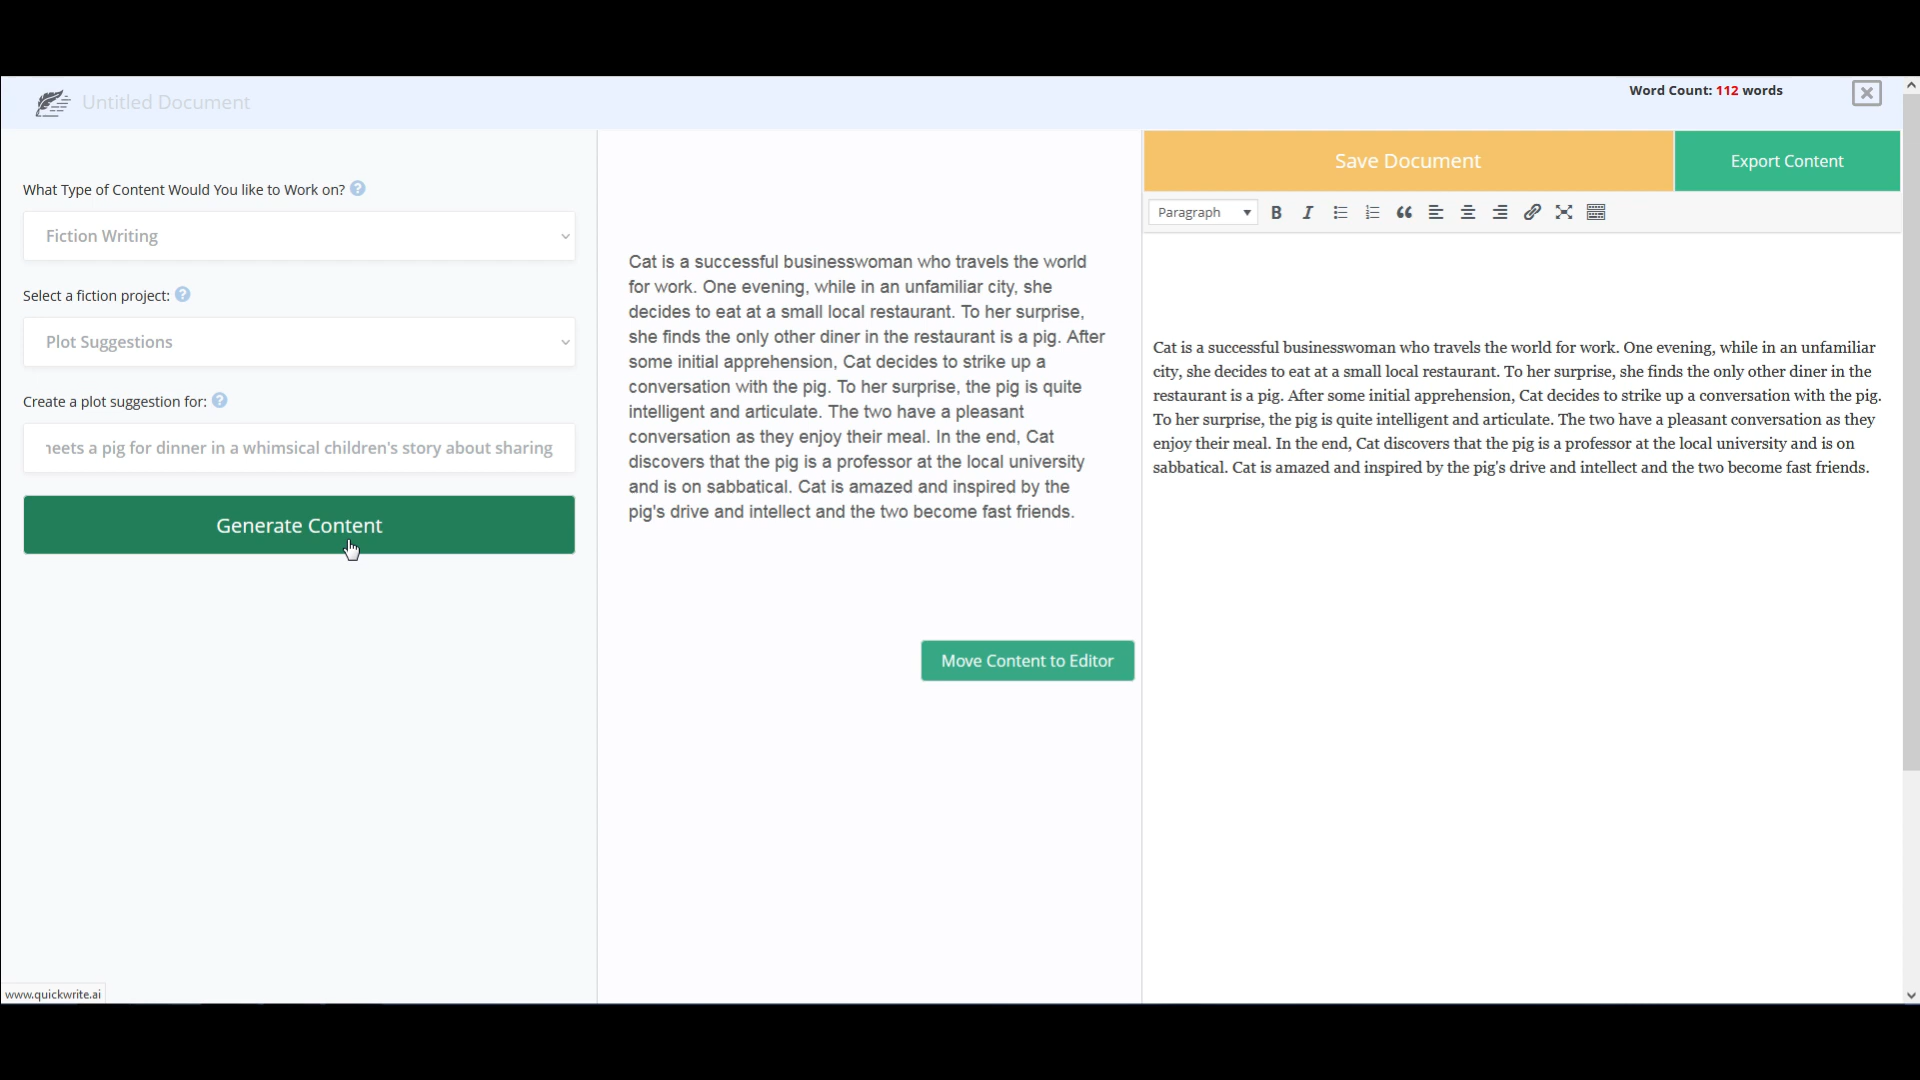 Untitled Document
Word Count: 112 words
What Type of Content Would You like to Work on?
Fiction Writing
Select a fiction project:
Plot Suggestions
Create a plot suggestion for:
a pig for dinner in a whimsical children's story about sharing
Generate Content
Cat is a successful businesswoman who travels the world
for work. One evening, while in an unfamiliar city, she
decides to eat at a small local restaurant. To her surprise,
she finds the only other diner in the restaurant is a pig. After
some initial apprehension, Cat decides to strike up a
conversation with the pig. To her surprise, the pig is quite
intelligent and articulate. The two have a pleasant
conversation as they enjoy their meal. In the end, Cat
discovers that the pig is a professor at the local university
and is on sabbatical. Cat is amazed and inspired by the
pig's drive and intellect and the two become fast friends.
Move Content to Editor
Save Document
Export Content
Paragraph
Cat is a successful businesswoman who travels the world for work. One evening, while in an unfamiliar
city, she decides to eat at a small local restaurant. To her surprise, she finds the only other diner in the
restaurant is a pig. After some initial apprehension, Cat decides to strike up a conversation with the pig.
To her surprise, the pig is quite intelligent and articulate. The two have a pleasant conversation as they
enjoy their meal. In the end, Cat discovers that the pig is a professor at the local university and is on
sabbatical. Cat is amazed and inspired by the pig's drive and intellect and the two become fast friends.
www.quickwrite.ai